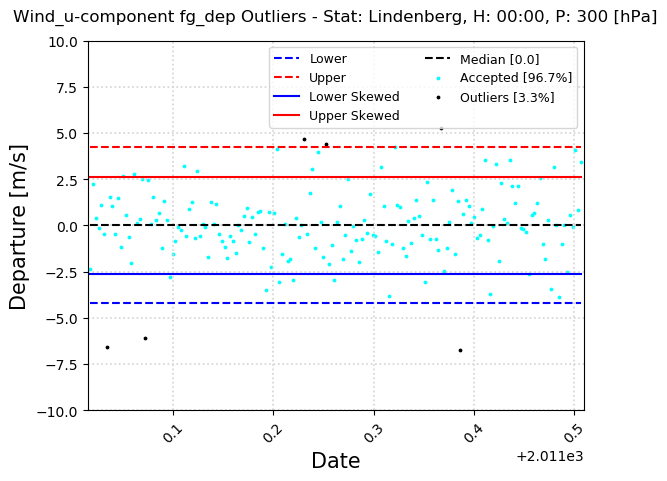 Wind_u-component fg_dep Outliers - Stat: Lindenberg, H: 00:00, P: 300 [hPa]
Lower
Upper
Lower Skewed
Upper Skewed
Median [0.0]
Accepted [96.7%]
Outliers [3.3%]
Departure [m/s]
10.0
7.5
5.0
2.5
0.0
−2.5
−5.0
−7.5
−10.0
0.1
0.2
0.3
0.4
0.5
+2.011e3
Date